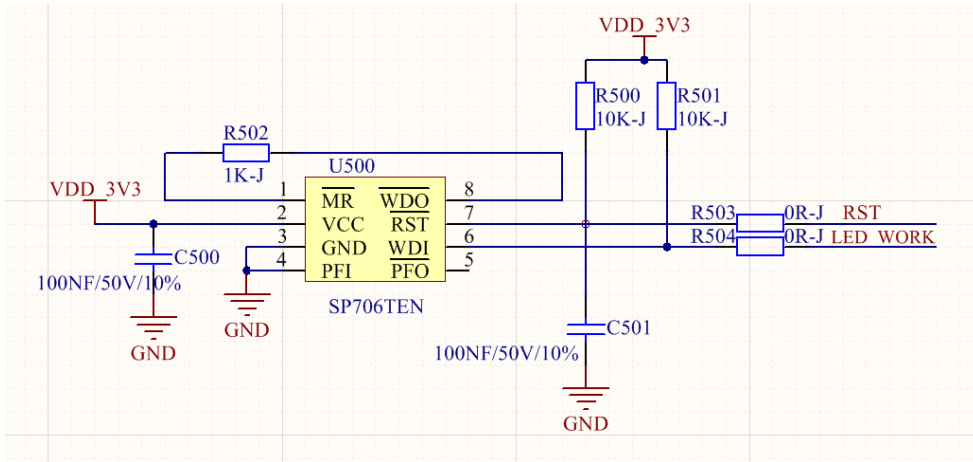 VDD_3V3
R500
10K-J
R501
10K-J
R502
1K-J
U500
VDD_3V3
1
2
3
4
MR
VCC
GND
PFI
WDO
RST
WDI
PFO
8
7
6
5
SP706TEN
C500
100NF/50V/10%
GND
GND
R503
0R-J
RST
R504
0R-J
LED_WORK
C501
100NF/50V/10%
GND